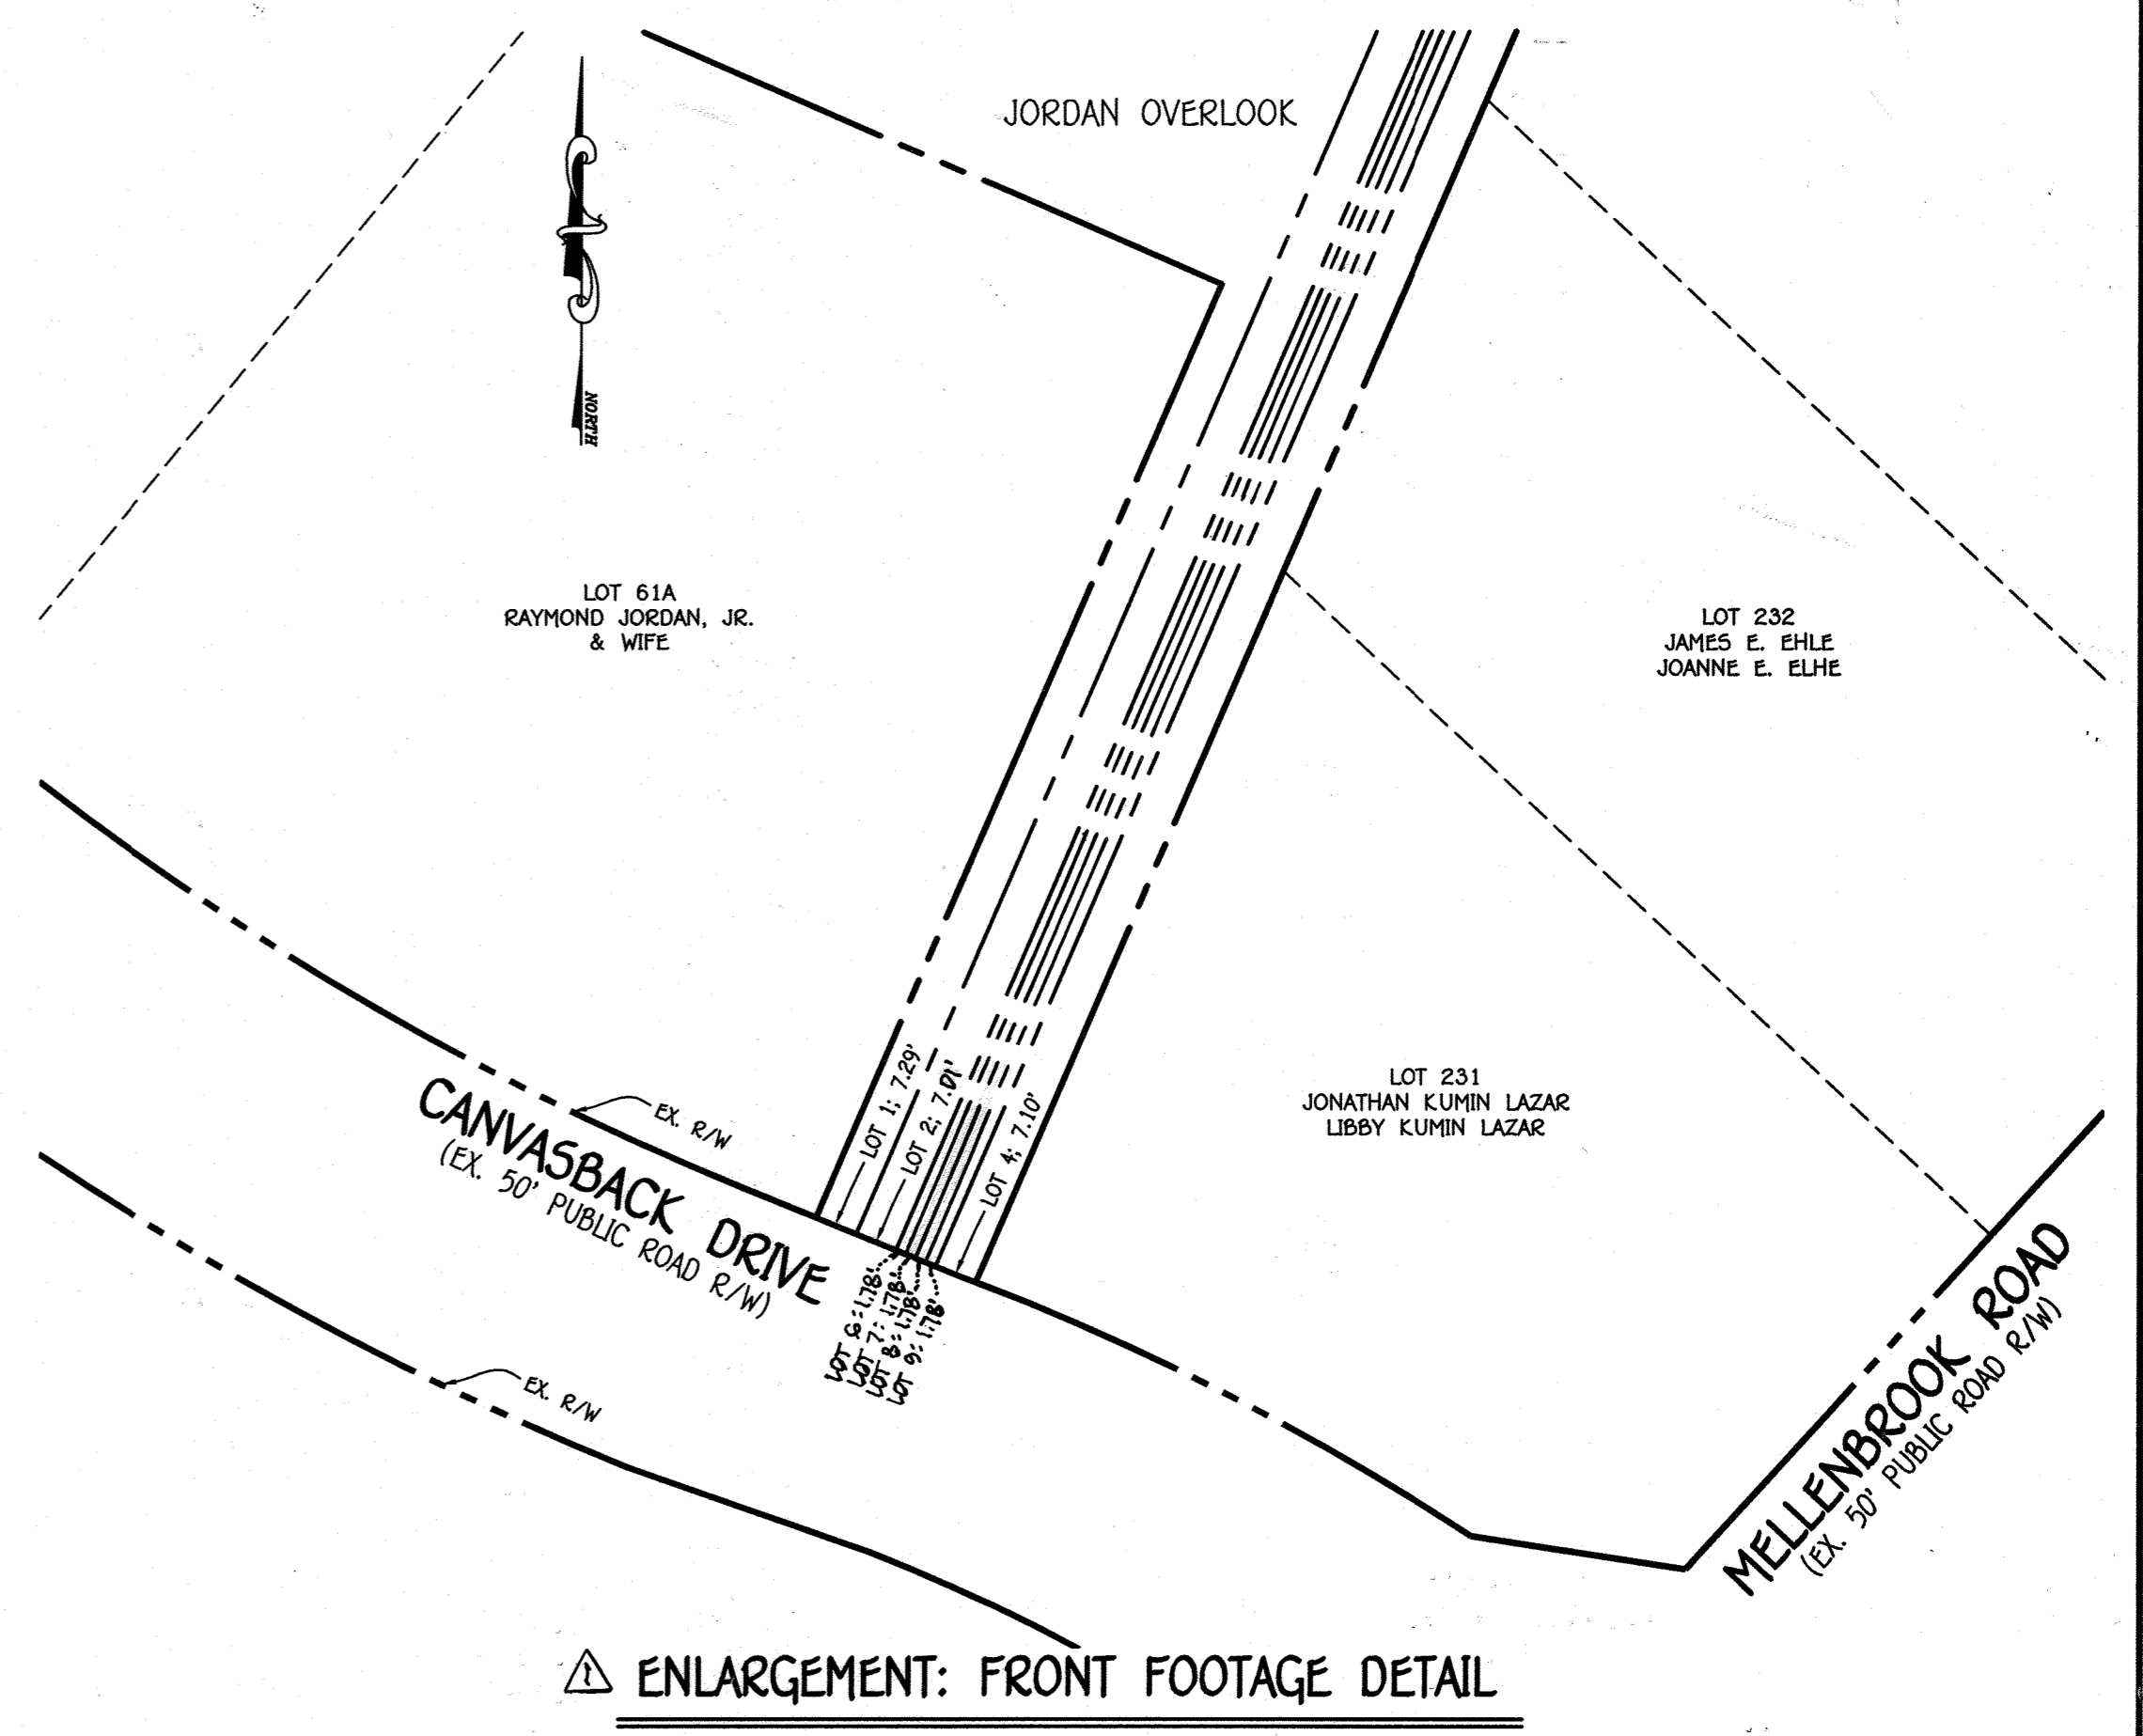 JORDAN OVERLOOK
NORTH
LOT 61A
RAYMOND JORDAN, JR.
& WIFE
LOT 232
JAMES E. EHLE
JOANNE E. ELHE
LOT 231
JONATHAN KUMIN LAZAR
LIBBY KUMIN LAZAR
LOT 1; 7.29'
LOT 2; 7.01'
LOT 4; 7.10'
EX. R/W
CANVASBACK DRIVE
(EX. 50' PUBLIC ROAD R/W)
LOT 6: 1.78'
LOT 7: 1.78'
LOT 8: 1.78'
LOT 9: 1.78'
EX. R/W
MELLENBROOK ROAD
(EX. 50' PUBLIC ROAD R/W)
1 ENLARGEMENT: FRONT FOOTAGE DETAIL